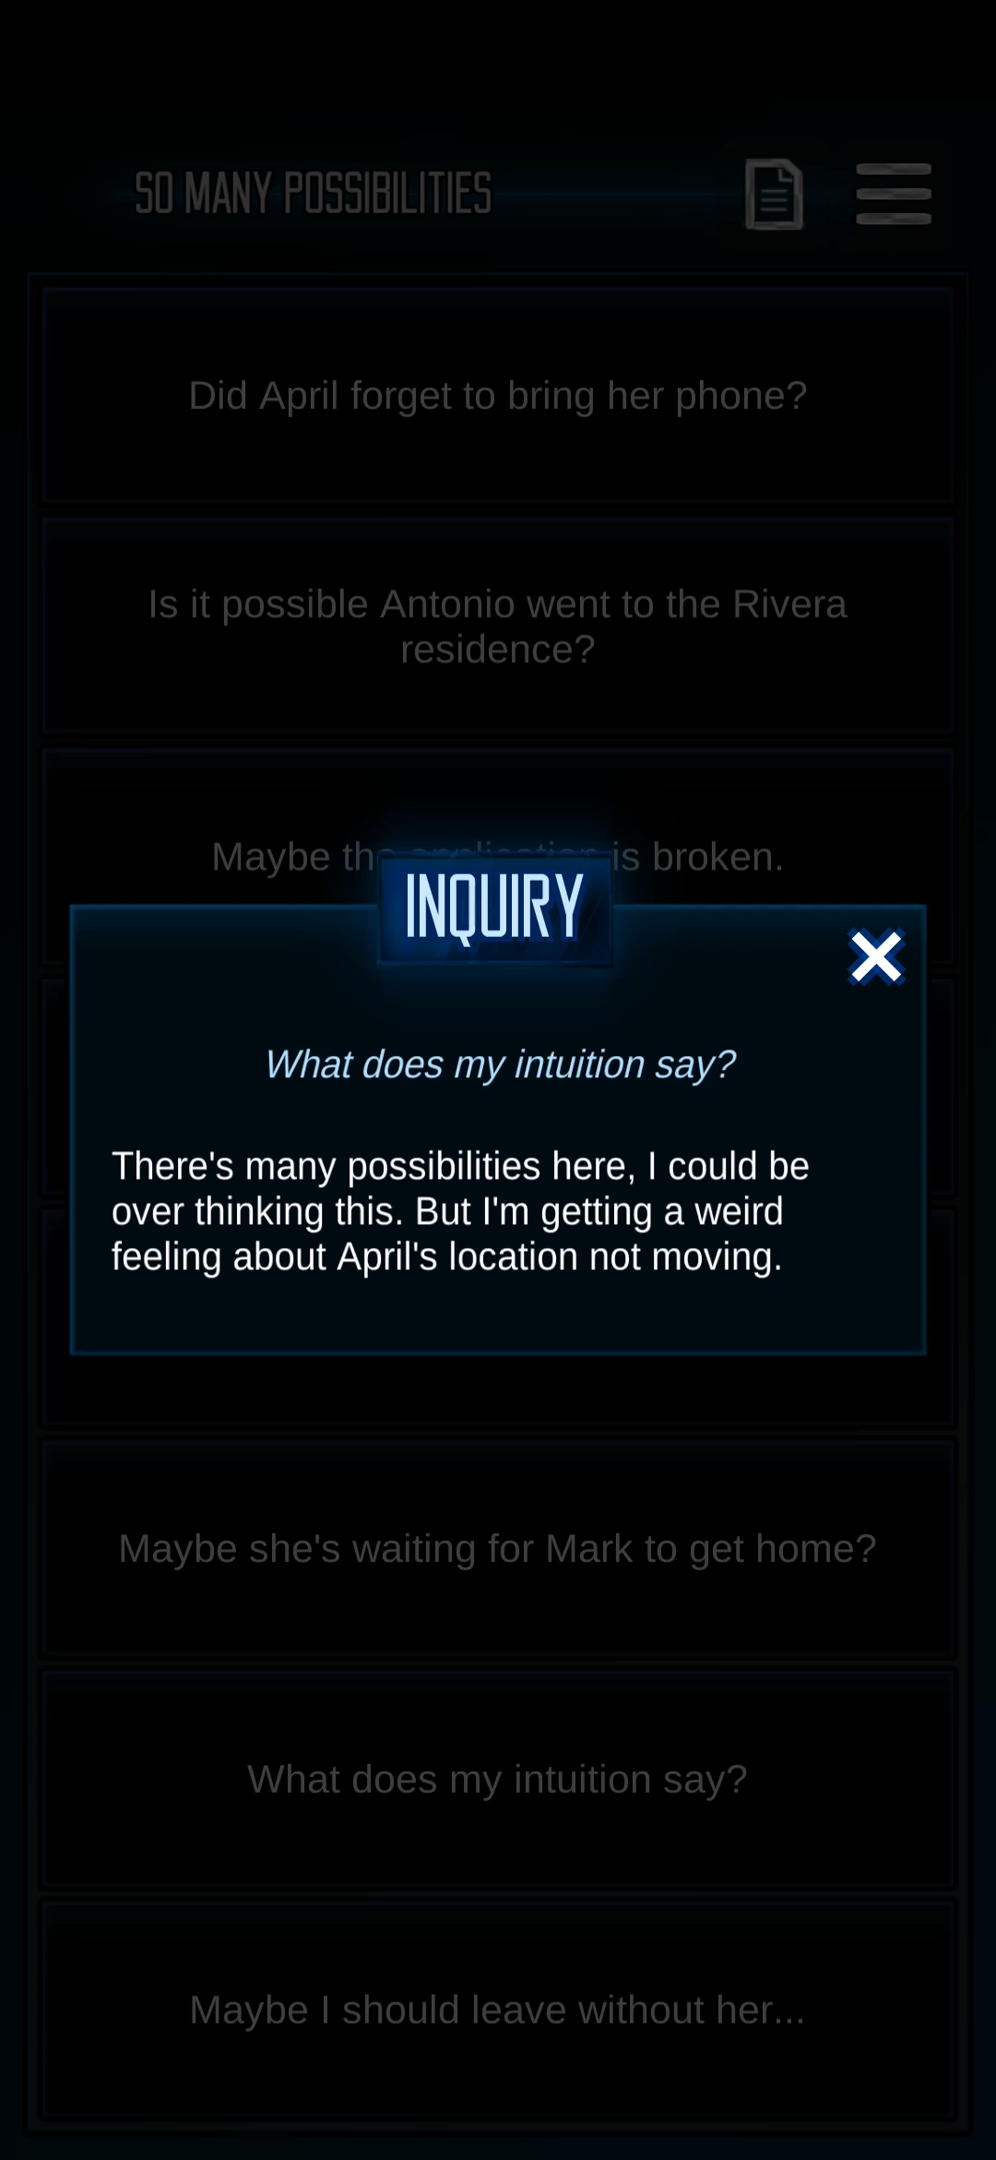 SO MANY POSSIBILITIES
Did April forget to bring her phone?
Is it possible Antonio went to the Rivera
residence?
Maybe the application is broken.
INQUIRY
What does my intuition say?
There's many possibilities here, I could be
over thinking this. But I'm getting a weird
feeling about April's location not moving.
Maybe she's waiting for Mark to get home?
What does my intuition say?
Maybe I should leave without her...